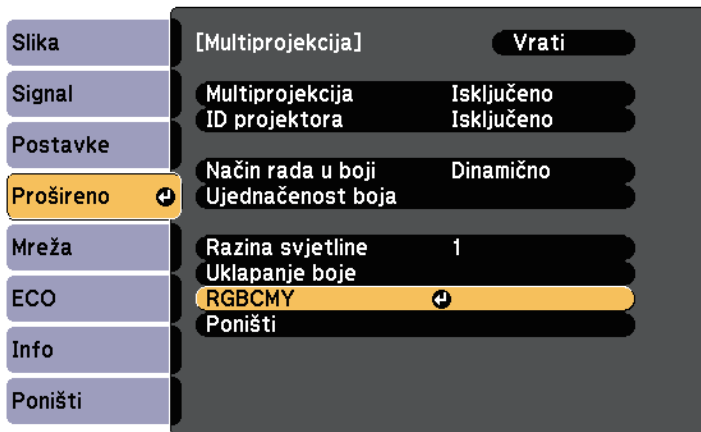 Slika
Signal
Postavke
Prošireno
Mreža
ECO
Info
Poništi
[Multiprojekcija] Vrati
Multiprojekcija Isključeno
ID projektora Isključeno
Način rada u boji Dinamično
Ujednačenost boja
Razina svjetline 1
Uklapanje boje
RGBCMY
Poništi